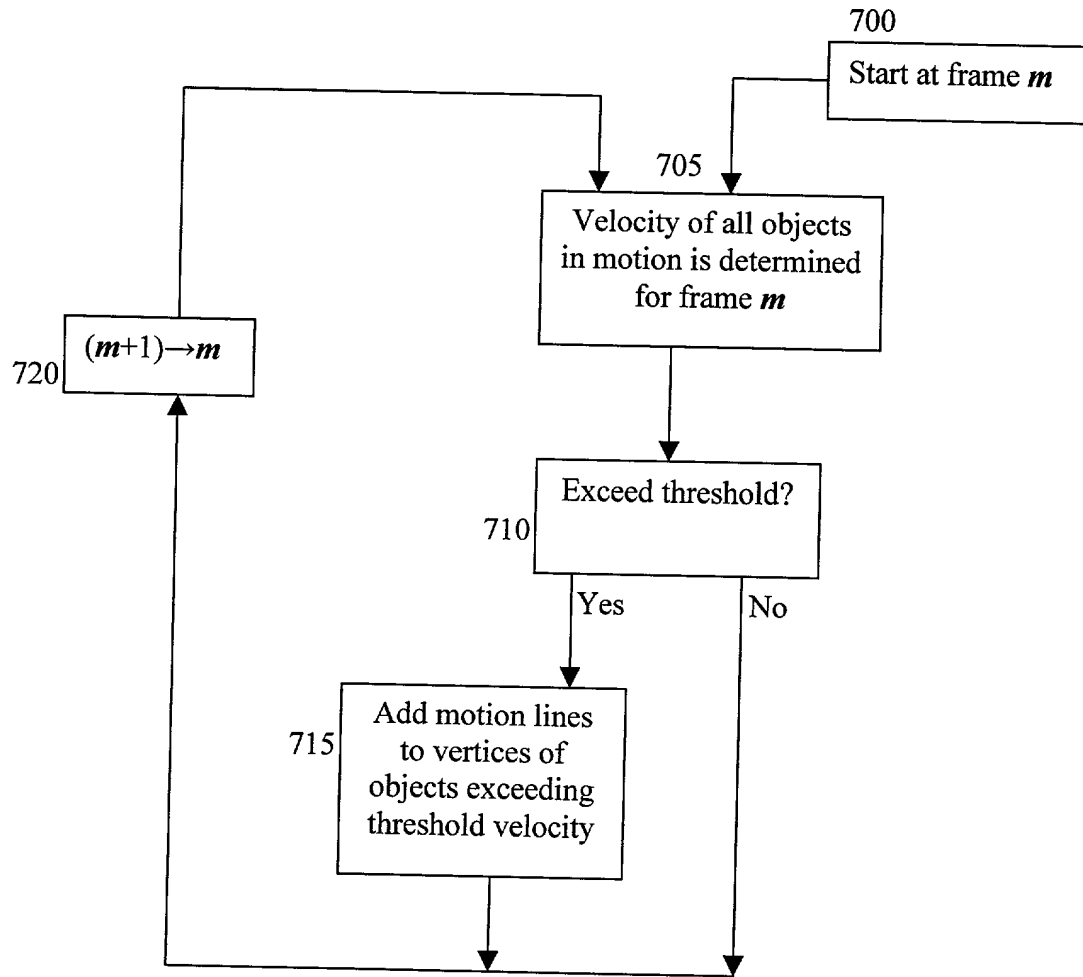 700
Start at frame m
705
Velocity of all objects
in motion is determined
for frame m
(m+1)→m
720
Exceed threshold?
710
Yes
No
Add motion lines
715
to vertices of
objects exceeding
threshold velocity